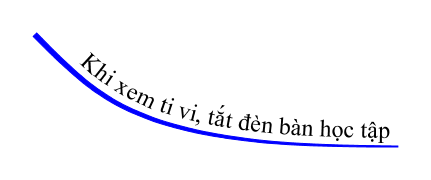 Khi xem ti vi, tắt đèn bàn học tập